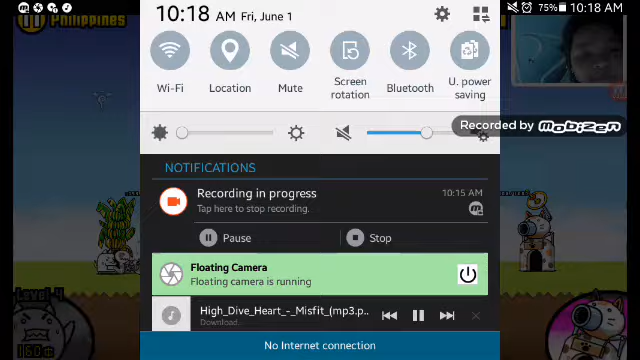 Philippines
10:18 AM Fri, June 1
75% 10:18 AM
Wi-Fi
Location
Mute
Screen rotation
Bluetooth
U. power saving
Recorded by mobizen
NOTIFICATIONS
Recording in progress
10:15 AM
Tap here to stop recording.
Pause
Stop
Floating Camera
Floating camera is running
High_Dive_Heart_-_Misfit_(mp3.p..
Download..
Level 4
No Internet connection